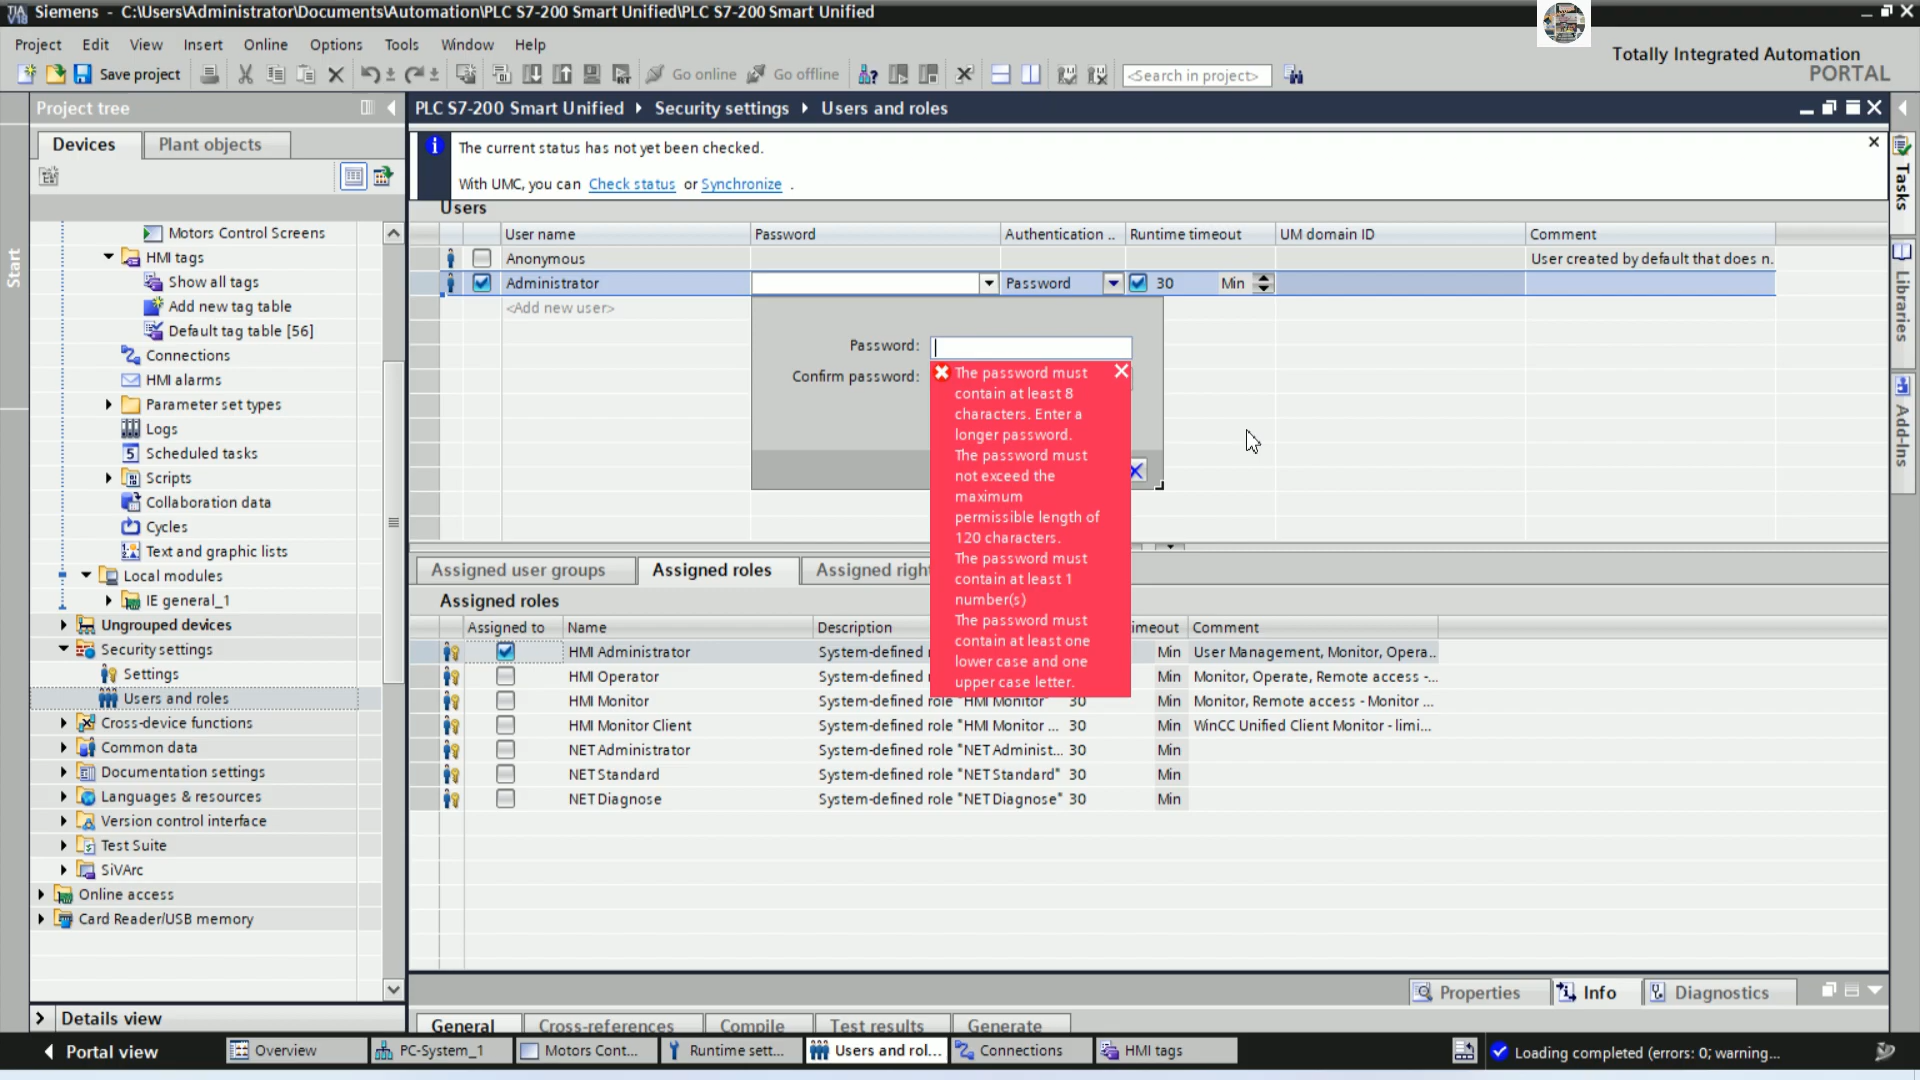 Siemens - C:\Users\Administrator\Documents\Automation\PLC S7-200 Smart Unified\PLC S7-200 Smart Unified
Project Edit View Insert Online Options Tools Window Help
Totally Integrated Automation
PORTAL
Save project
Go online
Go offline
<Search in project>
Project tree
PLC S7-200 Smart Unified
Security settings
Users and roles
Devices
Plant objects
The current status has not yet been checked.
With UMC, you can Check status or Synchronize .
Start
Motors Control Screens
HMI tags
Show all tags
Add new tag table
Default tag table [56]
Connections
HMI alarms
Parameter set types
Logs
Scheduled tasks
Scripts
Collaboration data
Cycles
Text and graphic lists
Local modules
IE general_1
Ungrouped devices
Security settings
Settings
Users and roles
Cross-device functions
Common data
Documentation settings
Languages & resources
Version control interface
Test Suite
SiVArc
Online access
Card Reader/USB memory
Details view
Users
User name Password Authentication .. Runtime timeout UM domain ID Comment
Anonymous User created by default that does n.
Administrator Password 30 Min
<Add new user>
Password:
Confirm password:
The password must
contain at least 8
characters. Enter a
longer password.
The password must
not exceed the
maximum
permissible length of
120 characters.
The password must
contain at least 1
number(s)
The password must
contain at least one
lower case and one
upper case letter.
Assigned user groups
Assigned roles
Assigned righ
Assigned roles
Assigned to Name Description imeout Comment
HMI Administrator System-defined r Min User Management, Monitor, Opera..
HMI Operator System-defined r Min Monitor, Operate, Remote access -...
HMI Monitor System-defined role "HMI Monitor" 30 Min Monitor, Remote access - Monitor ...
HMI Monitor Client System-defined role "HMI Monitor ... 30 Min WinCC Unified Client Monitor - limi...
NET Administrator System-defined role "NET Administ... 30 Min
NET Standard System-defined role "NET Standard" 30 Min
NET Diagnose System-defined role "NET Diagnose" 30 Min
Tasks
Libraries
Add-Ins
Properties
Info
Diagnostics
General
Cross-references
Compile
Test results
Generate
Portal view
Overview
PC-System_1
Motors Cont...
Runtime sett...
Users and rol...
Connections
HMI tags
Loading completed (errors: 0; warning...